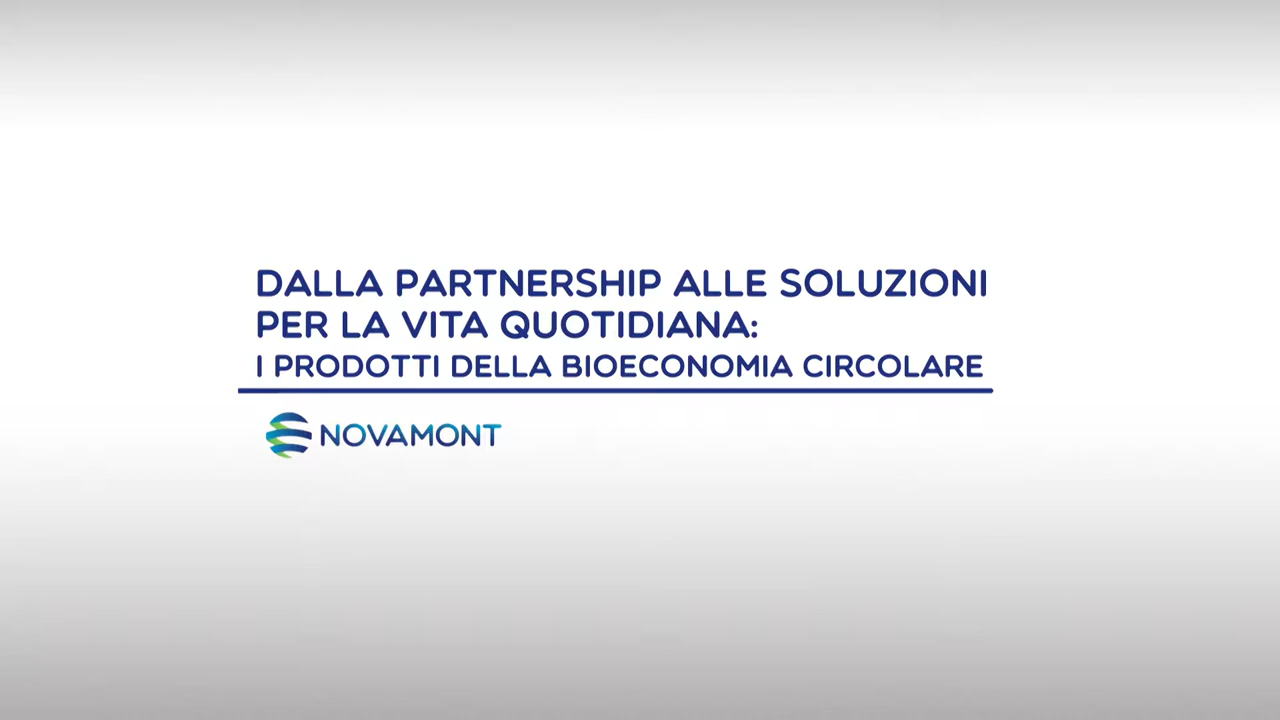 DALLA PARTNERSHIP ALLE SOLUZIONI
PER LA VITA QUOTIDIANA:
I PRODOTTI DELLA BIOECONOMIA CIRCOLARE
NOVAMONT